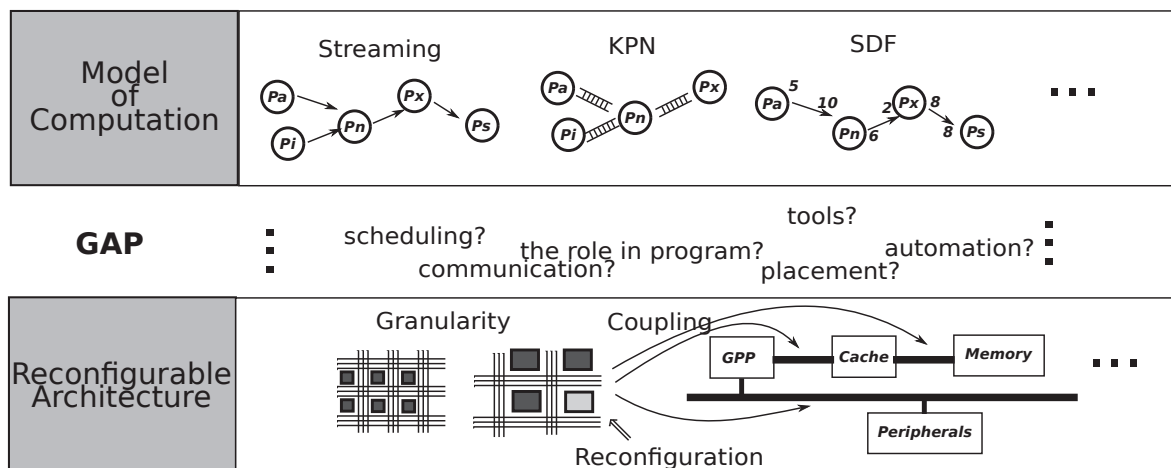 Model
of
Computation
Streaming
KPN
SDF
Pa
Pi
Pn
Px
Ps
Pa
Pi
Pn
Px
Pa
5
10
Pn
6
2
Px
8
8
Ps
GAP
scheduling?
the role in program?
tools?
automation?
communication?
placement?
Reconfigurable
Architecture
Granularity
Coupling
GPP
Cache
Memory
Peripherals
Reconfiguration